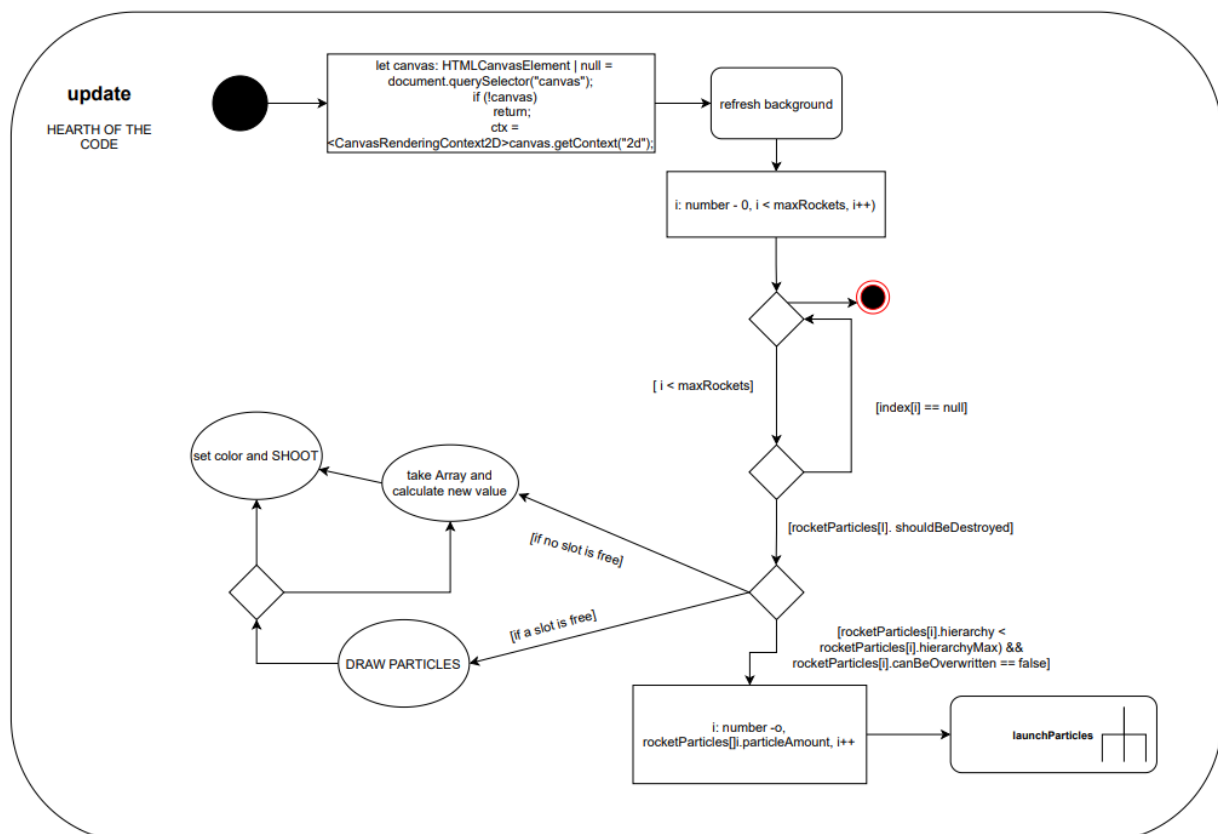 update
HEARTH OF THE
CODE
let canvas: HTMLCanvasElement | null =
document.querySelector("canvas");
if (!canvas)
return;
ctx =
<CanvasRenderingContext2D>canvas.getContext("2d");
refresh background
i: number - 0, i < maxRockets, i++)
[ i < maxRockets]
[index[i] == null]
set color and SHOOT
take Array and
calculate new value
[rocketParticles[I]. shouldBeDestroyed]
[if no slot is free]
[if a slot is free]
DRAW PARTICLES
[rocketParticles[i].hierarchy <
rocketParticles[i].hierarchyMax) &&
rocketParticles[i].canBeOverwritten == false]
i: number -o,
rocketParticles[]i.particleAmount, i++
launchParticles